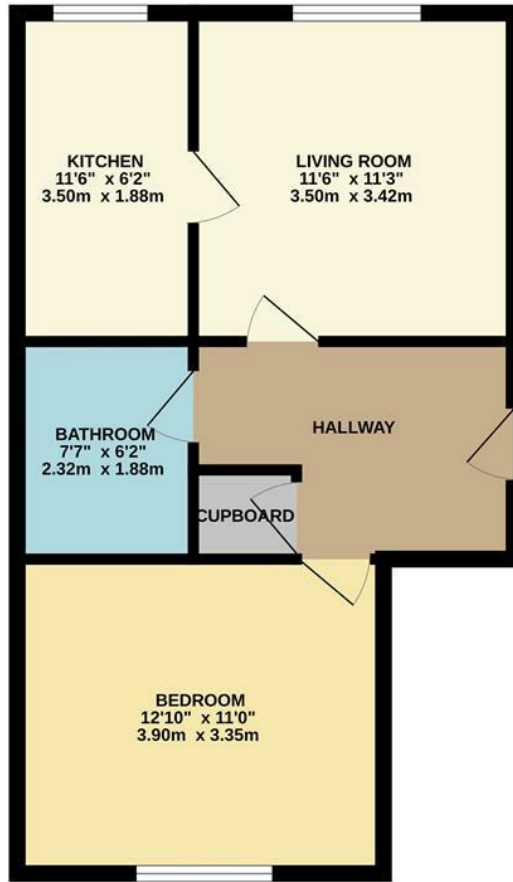 KITCHEN
11'6" x 6'2"
3.50m x 1.88m
LIVING ROOM
11'6" x 11'3"
3.50m x 3.42m
BATHROOM
7'7" x 6'2"
2.32m x 1.88m
HALLWAY
CUPBOARD
BEDROOM
12'10" x 11'0"
3.90m x 3.35m